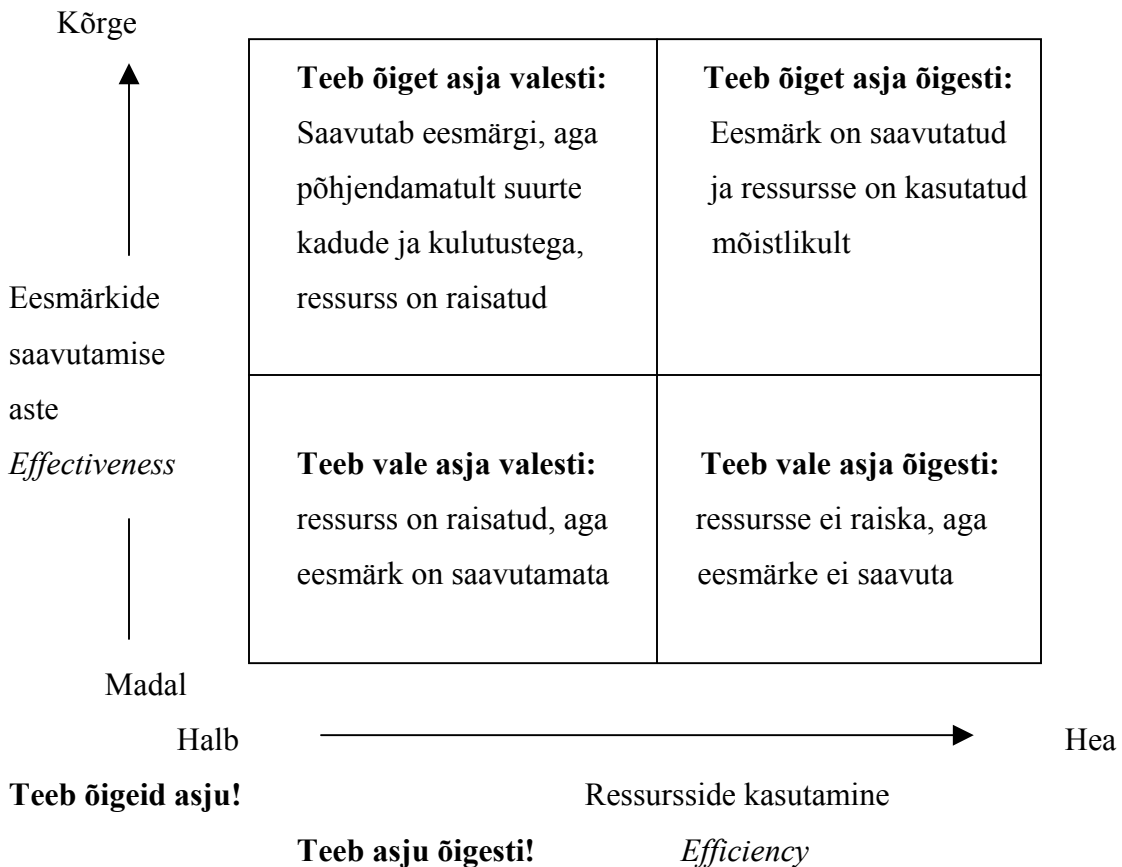 Kõrge
Teeb õiget asja valesti:
Saavutab eesmärgi, aga
põhjendamatult suurte
kadude ja kulutustega,
ressurss on raisatud
Teeb õiget asja õigesti:
Eesmärk on saavutatud
ja ressursse on kasutatud
mõistlikult
Eesmärkide
saavutamise
aste
Effectiveness
Teeb vale asja valesti:
ressurss on raisatud, aga
eesmärk on saavutamata
Teeb vale asja õigesti:
ressursse ei raiska, aga
eesmärke ei saavuta
Madal
Halb
Hea
Teeb õigeid asju!
Ressursside kasutamine
Teeb asju õigesti!
Efficiency